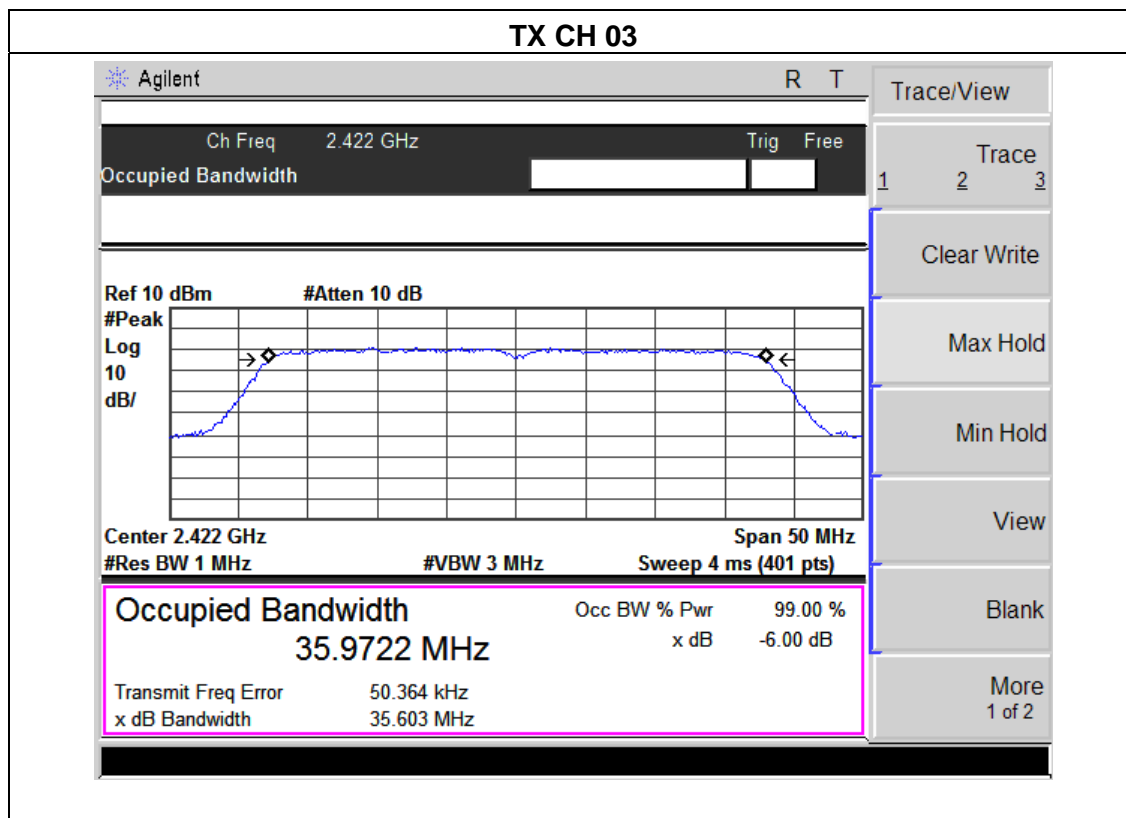 TX CH 03
Agilent R T
Ch Freq 2.422 GHz Trig Free
Occupied Bandwidth
Ref 10 dBm #Atten 10 dB
#Peak
Log
10
dB/
Center 2.422 GHz Span 50 MHz
#Res BW 1 MHz #VBW 3 MHz Sweep 4 ms (401 pts)
Occupied Bandwidth Occ BW % Pwr 99.00 %
35.9722 MHz x dB -6.00 dB
Transmit Freq Error 50.364 kHz
x dB Bandwidth 35.603 MHz
Trace/View
Trace
1 2 3
Clear Write
Max Hold
Min Hold
View
Blank
More
1 of 2